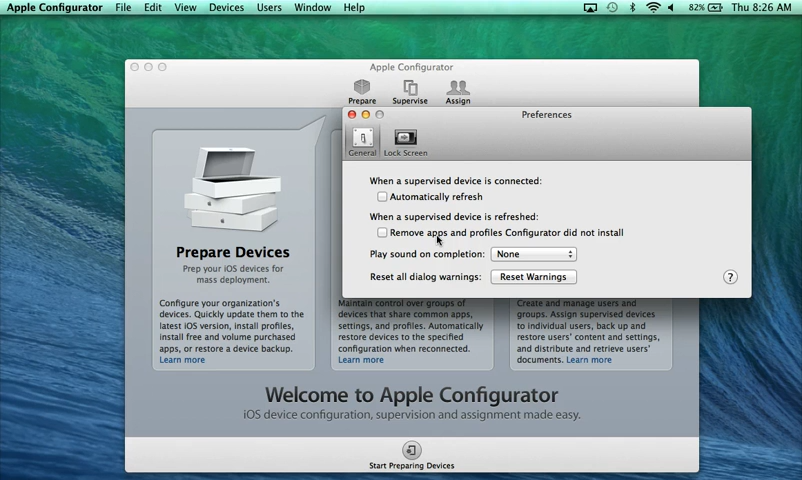 Apple Configurator File Edit View Devices Users Window Help 82% Thu 8:26 AM
Apple Configurator
Prepare Supervise Assign
Preferences
General Lock Screen
When a supervised device is connected:
Automatically refresh
When a supervised device is refreshed:
Remove apps and profiles Configurator did not install
Play sound on completion: None
Reset all dialog warnings: Reset Warnings ?
Prepare Devices
Prep your iOS devices for
mass deployment.
Configure your organization's
devices. Quickly update them to the
latest iOS version, install profiles,
install free and volume purchased
apps, or restore a device backup.
Learn more
Maintain control over groups of
devices that share common apps,
settings, and profiles. Automatically
restore devices to the specified
configuration when reconnected.
Learn more
Create and manage users and
groups. Assign supervised devices
to individual users, back up and
restore users' content and settings,
and distribute and retrieve users'
documents. Learn more
Welcome to Apple Configurator
iOS device configuration, supervision and assignment made easy.
Start Preparing Devices